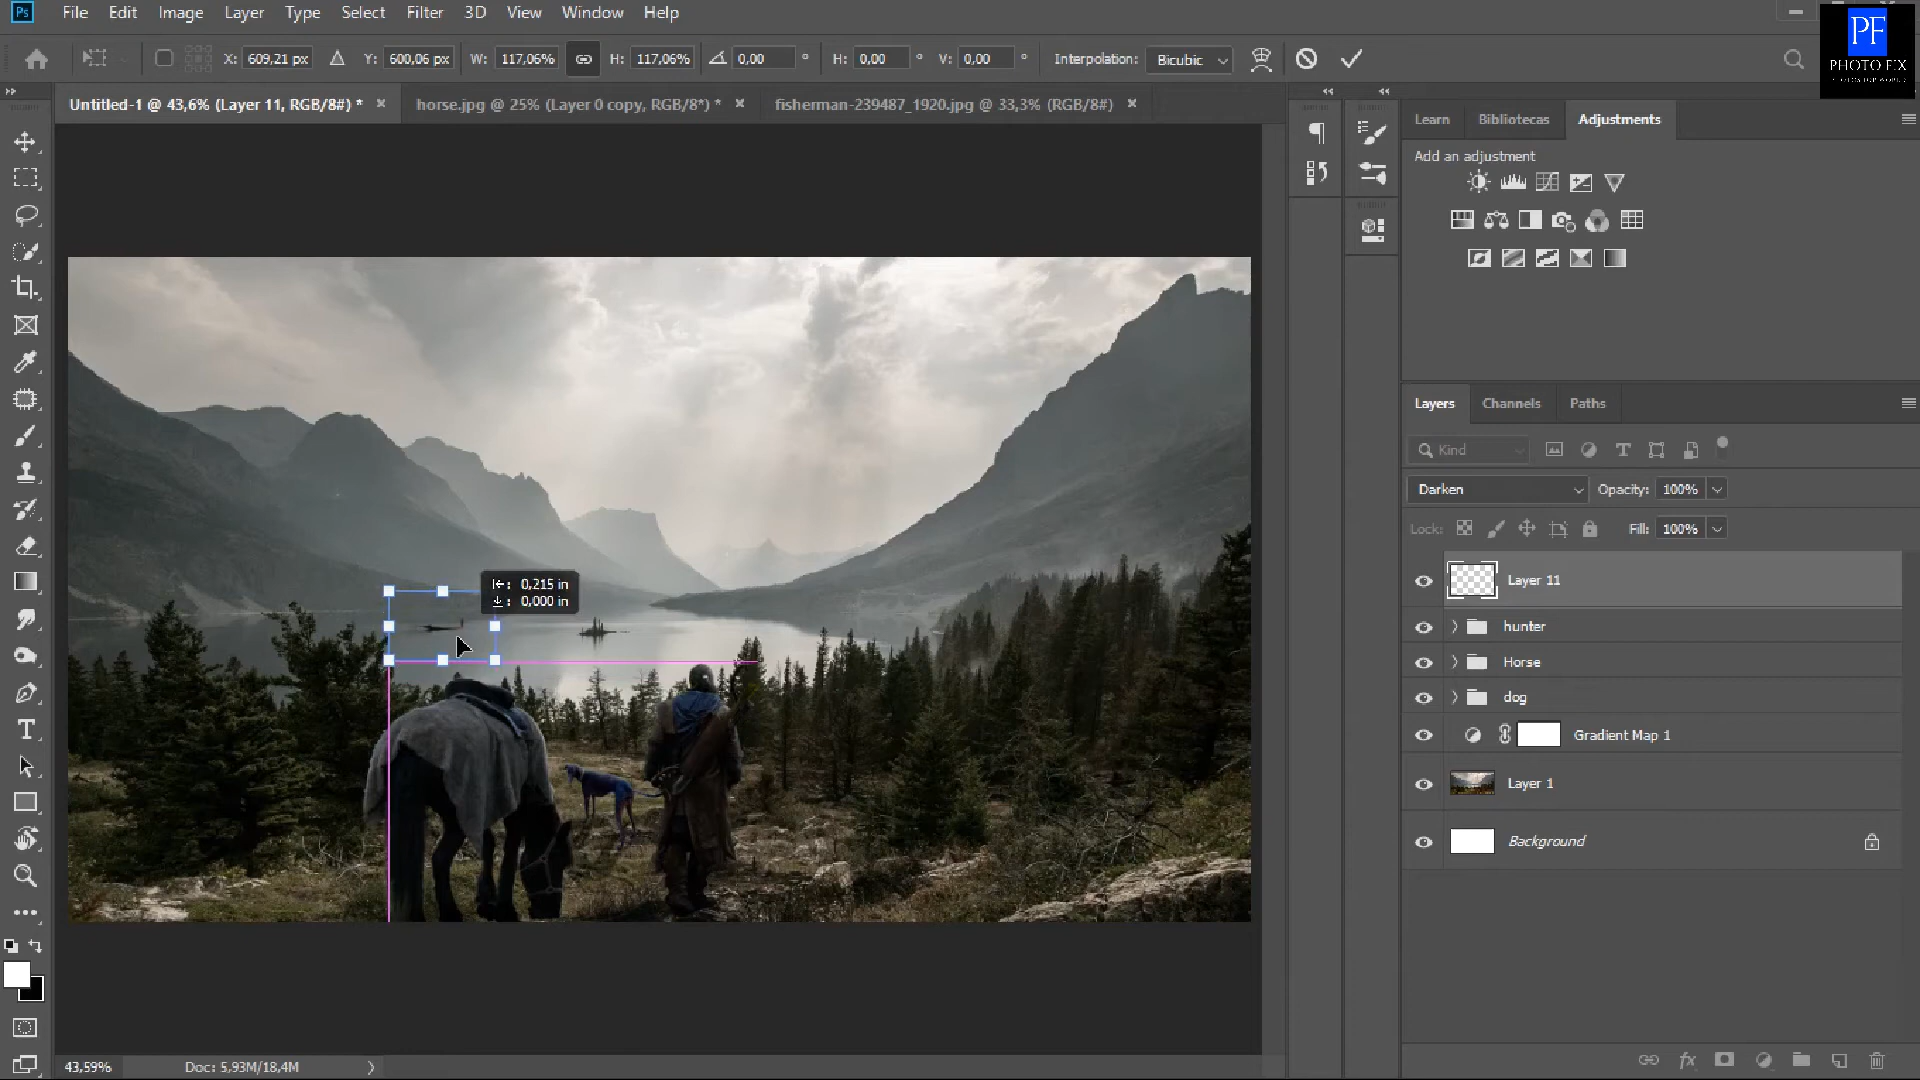 Ps File Edit Image Layer Type Select Filter 3D View Window Help
X: 609,21 px Y: 600,06 px W: 117,06% H: 117,06% 0,00 ° H: 0,00 ° V: 0,00 ° Interpolation: Bicubic
PF
PHOTO FIX
Untitled-1 @ 43,6% (Layer 11, RGB/8#) * horse.jpg @ 25% (Layer 0 copy, RGB/8*) * fisherman-239487_1920.jpg @ 33,3% (RGB/8#)
Learn Bibliotecas Adjustments
Add an adjustment
Layers Channels Paths
Kind
Darken Opacity: 100%
Lock: Fill: 100%
Layer 11
hunter
Horse
dog
Gradient Map 1
Layer 1
Background
0,215 in
0,000 in
43,59% Doc: 5,93M/18,4M